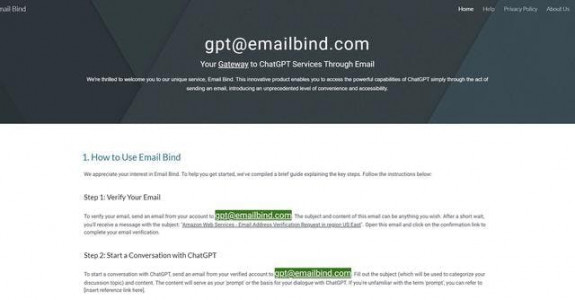 mail Bind
Home Help Privacy Policy About Us
gpt@emailbind.com
Your Gateway to ChatGPT Services Through Email
We're thrilled to welcome you to our unique service, Email Bind. This innovative product enables you to access the powerful capabilities of ChatGPT simply through the act of
sending an email, introducing an unprecedented level of convenience and accessibility.
1. How to Use Email Bind
We appreciate your interest in Email Bind. To help you get started, we've compiled a brief guide explaining the key steps. Follow the instructions below:
Step 1: Verify Your Email
To verify your email, send an email from your account to gpt@emailbind.com. The subject and content of this email can be anything you wish. After a short wait,
you'll receive a message with the subject: "Amazon Web Services - Email Address Verification Request in region US East". Open this email and click on the confirmation link to
complete your email verification.
Step 2: Start a Conversation with ChatGPT
To start a conversation with ChatGPT, send an email from your verified account to gpt@emailbind.com. Fill out the subject (which will be used to categorize your
discussion topic) and content. The content will serve as your 'prompt' or the basis for your dialogue with ChatGPT. If you're unfamiliar with the term 'prompt', you can refer to
[insert reference link here].